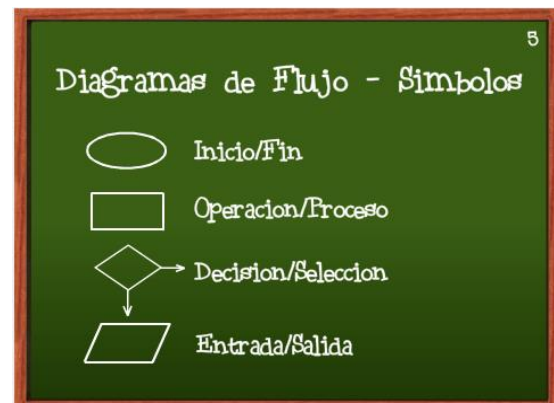 5
Diagramas de Flujo - Simbolos
Inicio/Fin
Operacion/Proceso
Decision/Seleccion
Entrada/Salida